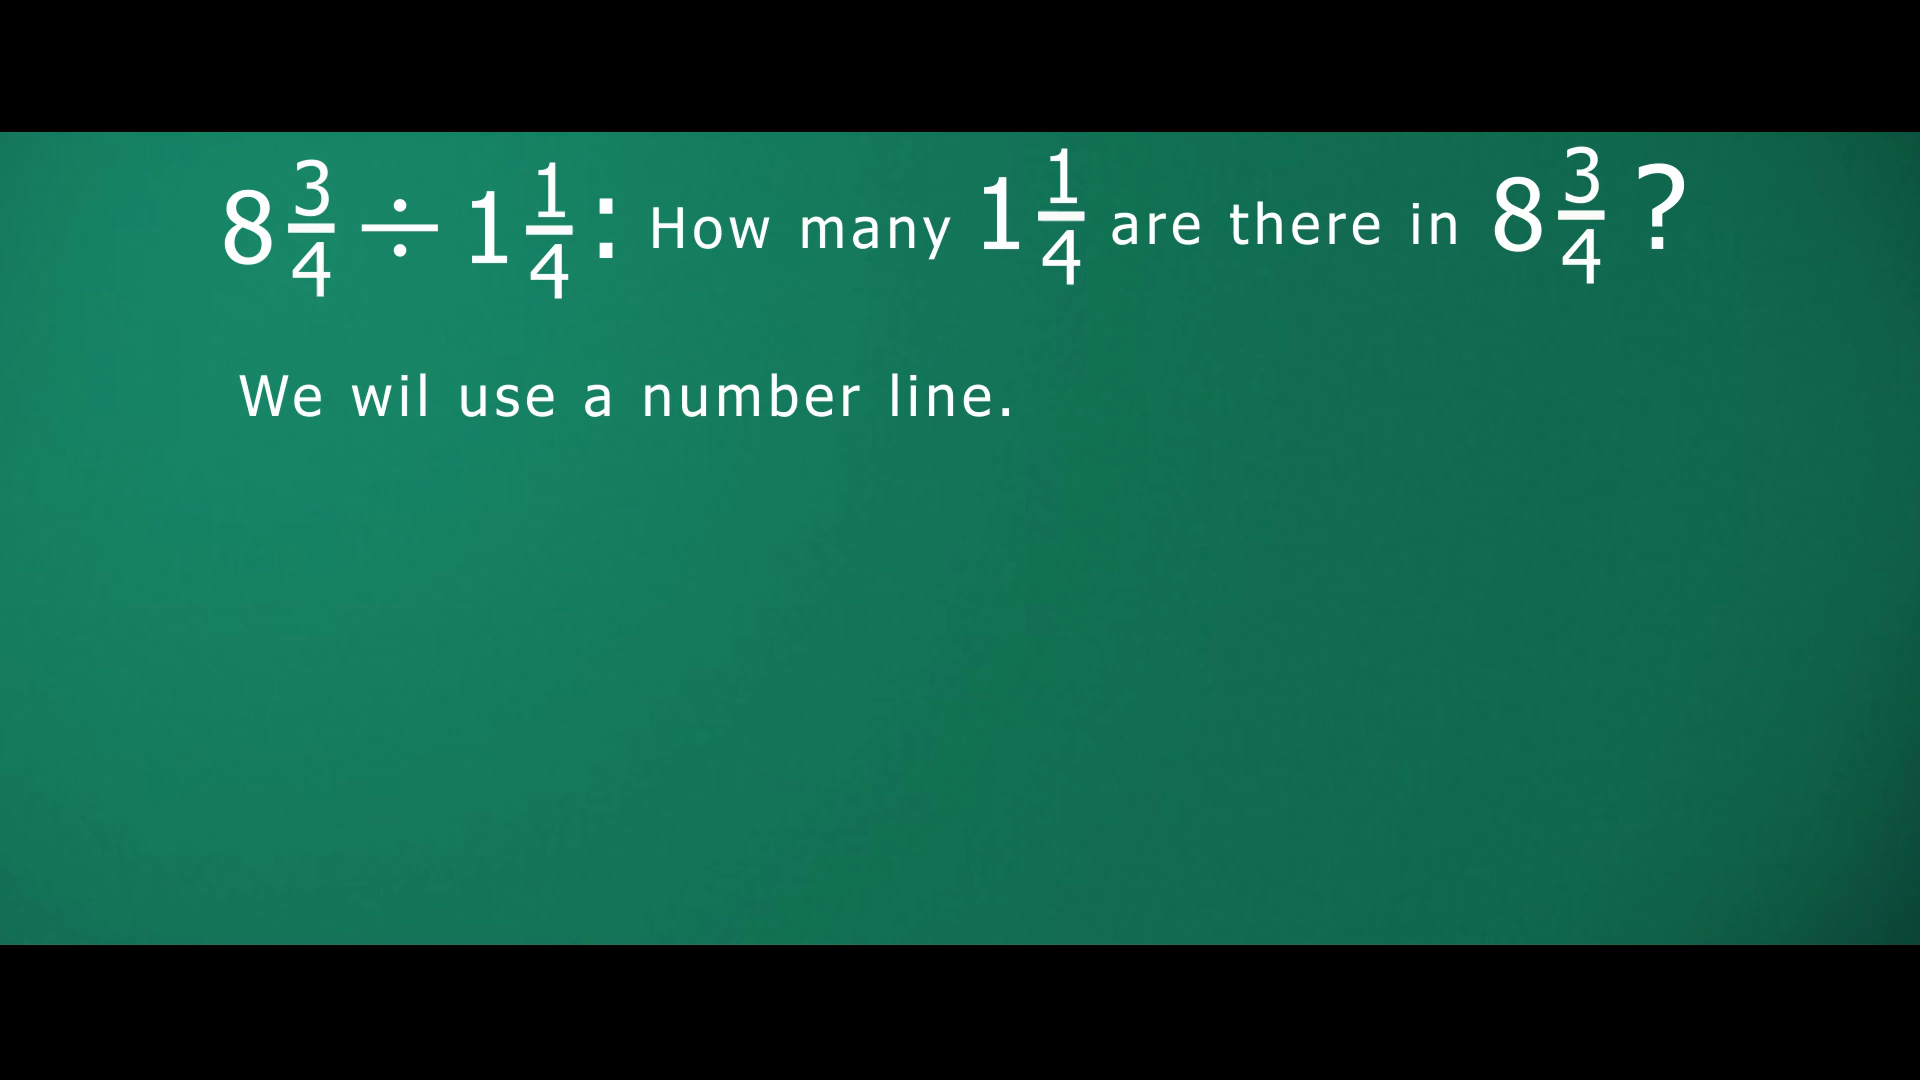 8 3/4 ÷ 1 1/4 : How many 1 1/4 are there in 8 3/4 ?
We wil use a number line.